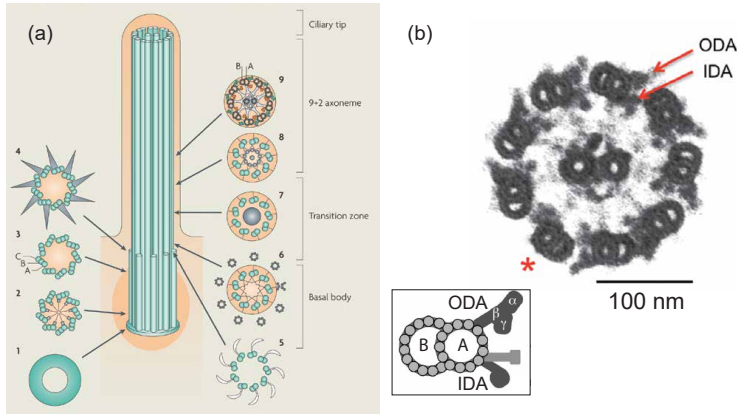 (a)
Ciliary tip
B A
9
9+2 axoneme
8
4
7
Transition zone
3
C
B
A
6
2
Basal body
1
5
(b)
ODA
IDA
*
100 nm
ODA
α
β
γ
B
A
IDA